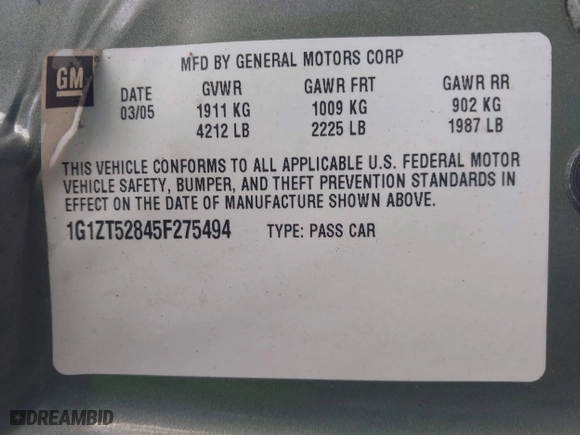 GM
MFD BY GENERAL MOTORS CORP
DATE GVWR GAWR FRT GAWR RR
03/05 1911 KG 1009 KG 902 KG
4212 LB 2225 LB 1987 LB
THIS VEHICLE CONFORMS TO ALL APPLICABLE U.S. FEDERAL MOTOR
VEHICLE SAFETY, BUMPER, AND THEFT PREVENTION STANDARDS IN
EFFECT ON THE DATE OF MANUFACTURE SHOWN ABOVE.
1G1ZT52845F275494 TYPE: PASS CAR
DREAMBID